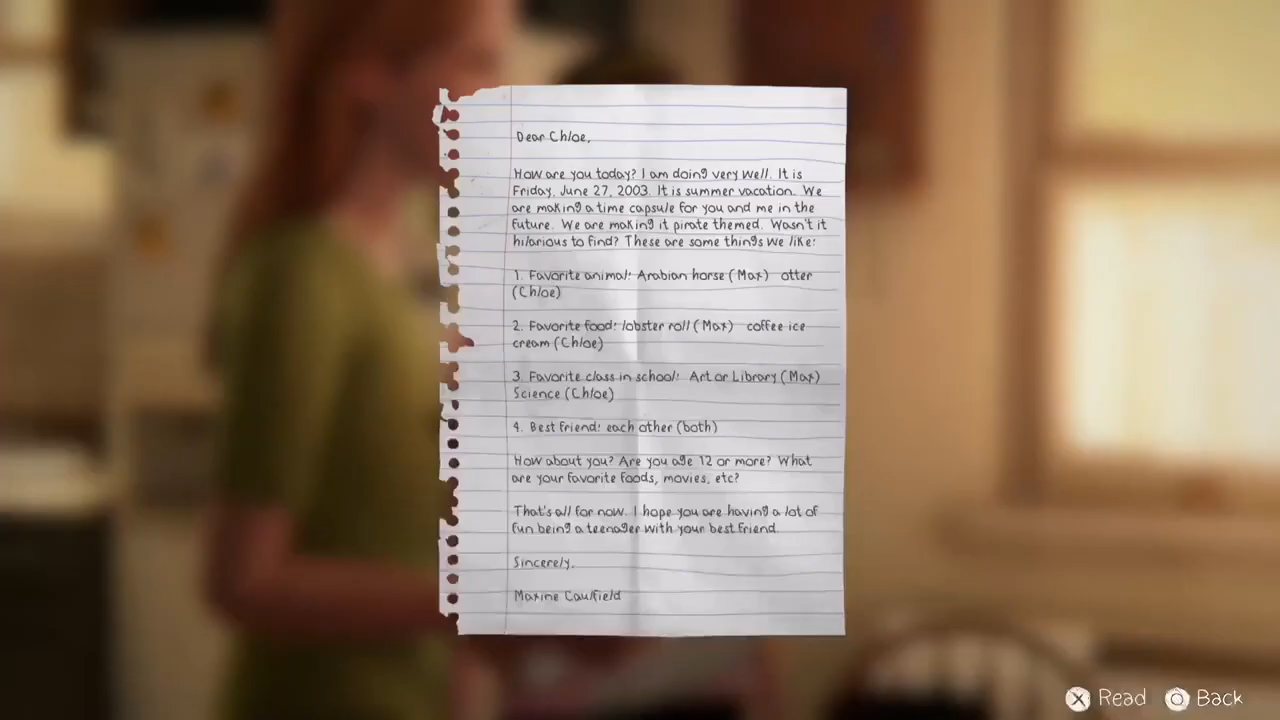 Dear Chloe,
How are you today? I am doing very well. It is
Friday, June 27, 2003. It is summer vacation. We
are making a time capsule for you and me in the
future. We are making it pirate themed. Wasn't it
hilarious to find? These are some things we like:
1. Favorite animal: Arabian horse (Max) otter
(Chloe)
2. Favorite food: lobster roll (Max) coffee ice
cream (Chloe)
3. Favorite class in school: Art or Library (Max)
Science (Chloe)
4. Best Friend: each other (both)
How about you? Are you age 12 or more? What
are your favorite foods, movies, etc?
That's all for now. I hope you are having a lot of
fun being a teenager with your best friend.
Sincerely,
Maxine Caulfield
Read Back